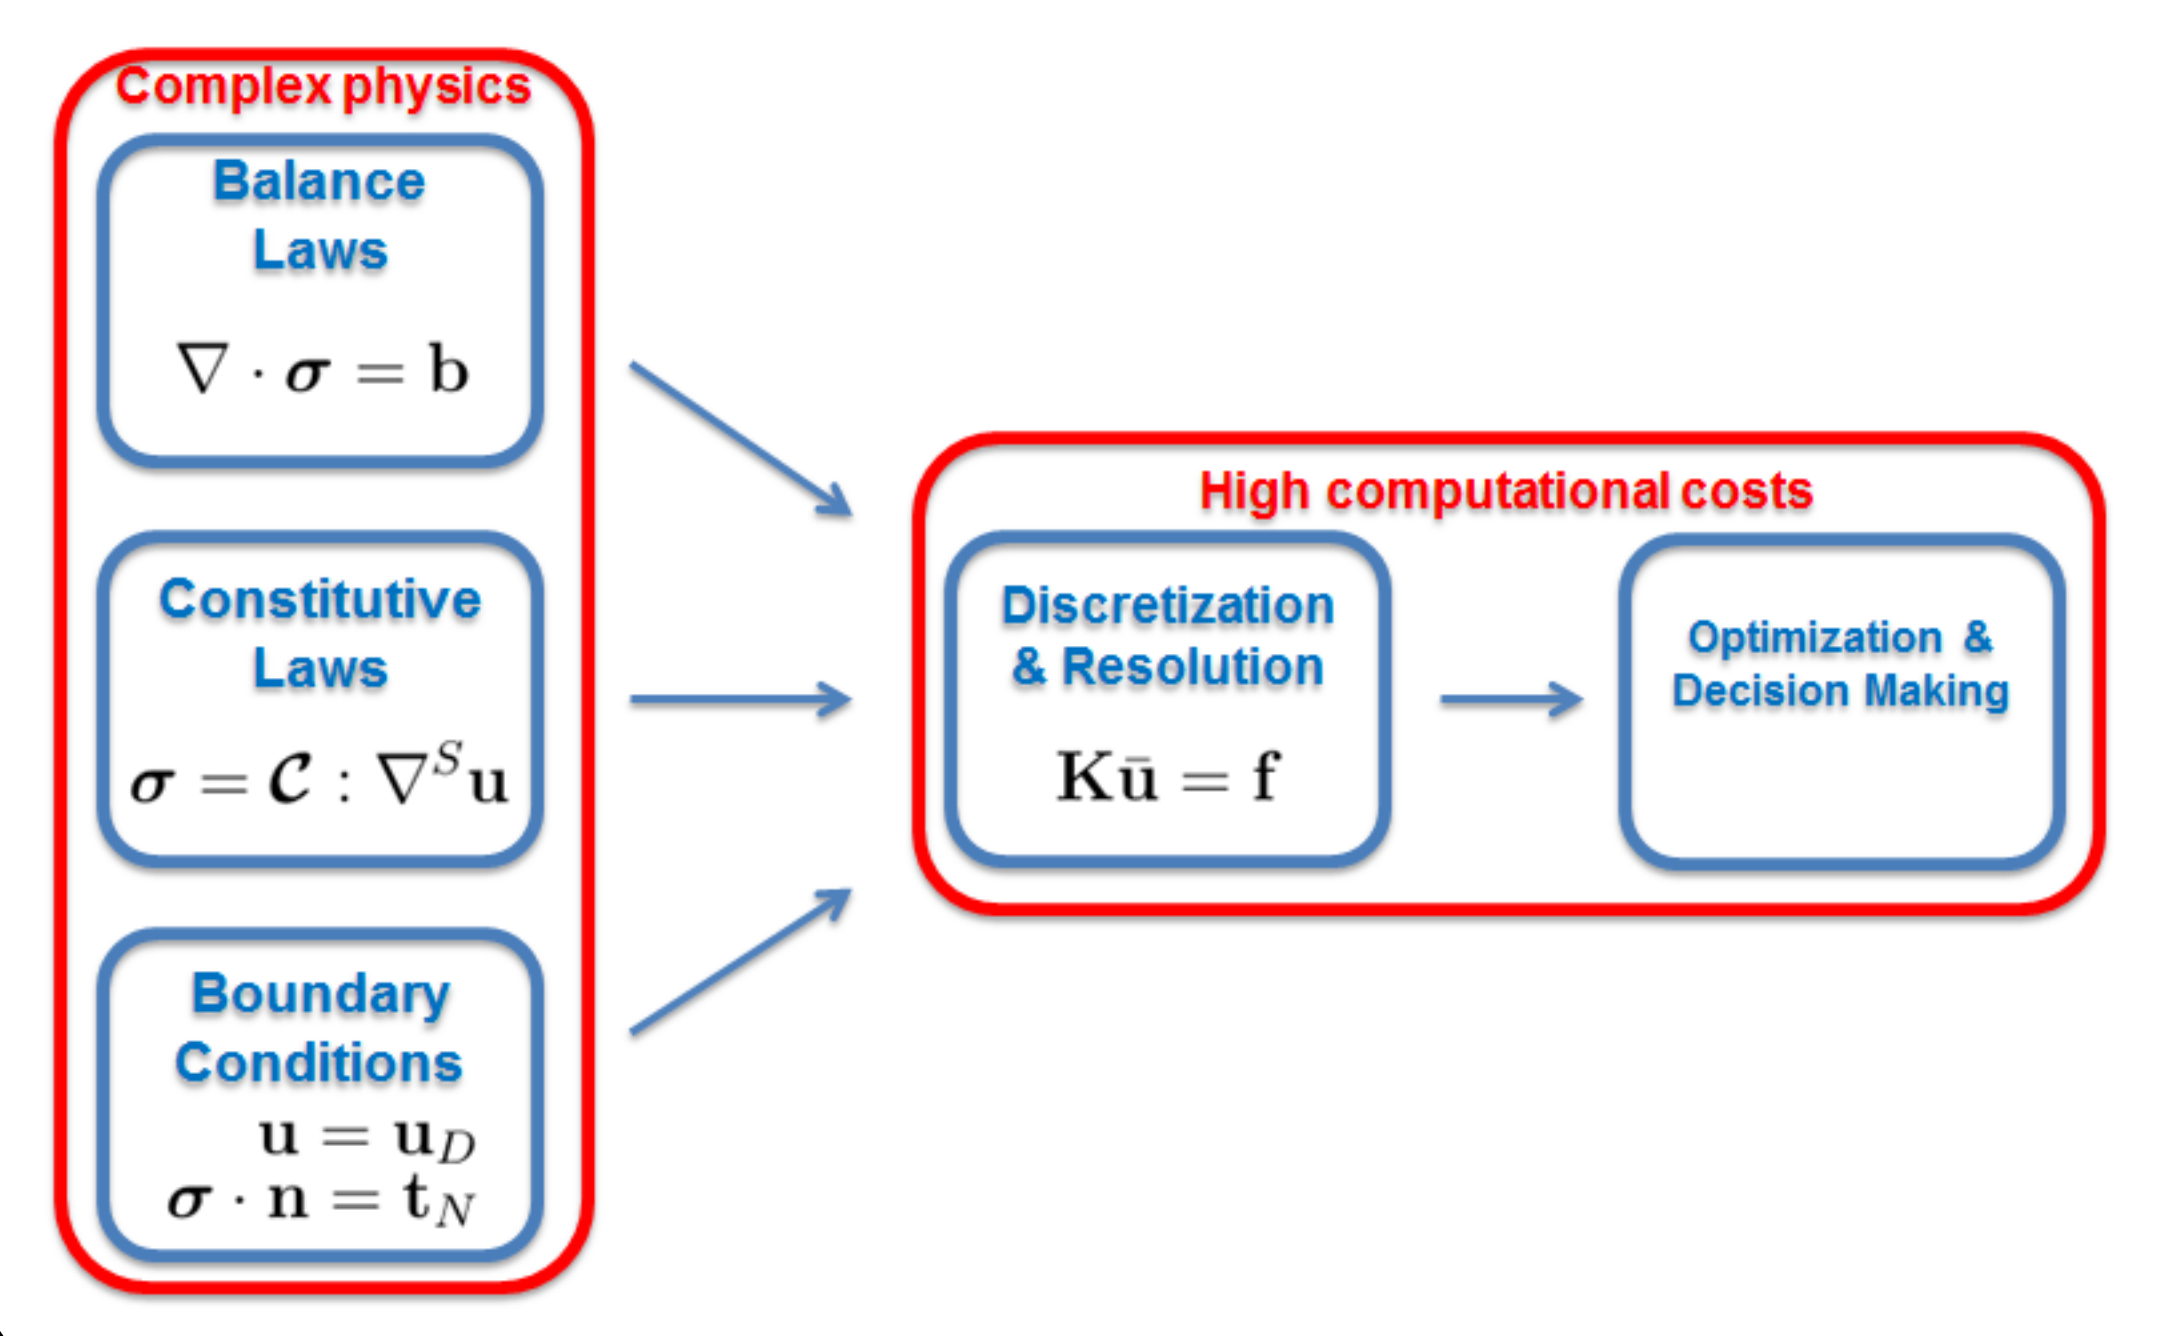 Complex physics
Balance
Laws
∇ · σ = b
Constitutive
Laws
σ = C : ∇^S u
Boundary
Conditions
u = u_D
σ · n = t_N
High computational costs
Discretization
& Resolution
Kū = f
Optimization &
Decision Making